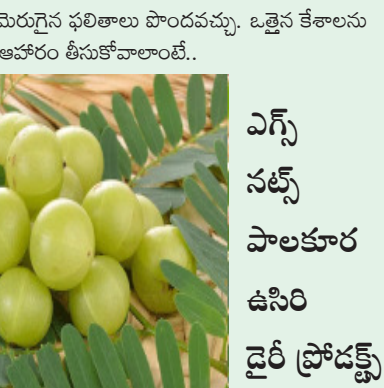 మెరుగైన ఫలితాలు పొందవచ్చు. ఒత్తైన కేశాలను
ఆహారం తీసుకోవాలాంటే..
ఎగ్స్
నట్స్
పాలకూర
ఉసిరి
డైరీ ప్రోడక్ట్స్